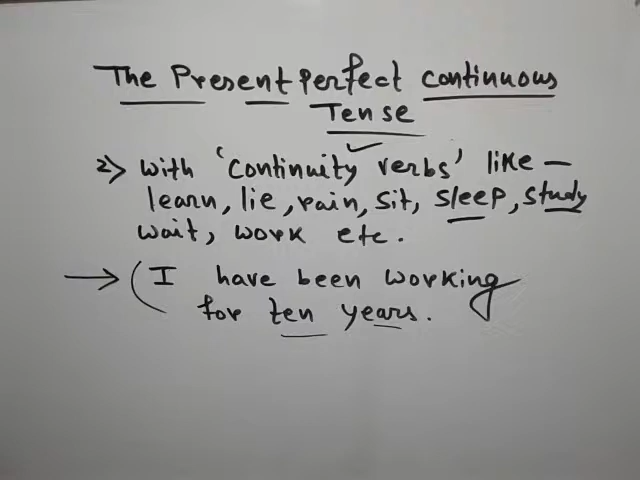 The Present perfect continuous
Tense
2> with 'continuity verbs' like –
learn, lie, rain, sit, sleep, study
wait, work etc.
→ ( I have been working
for ten years.